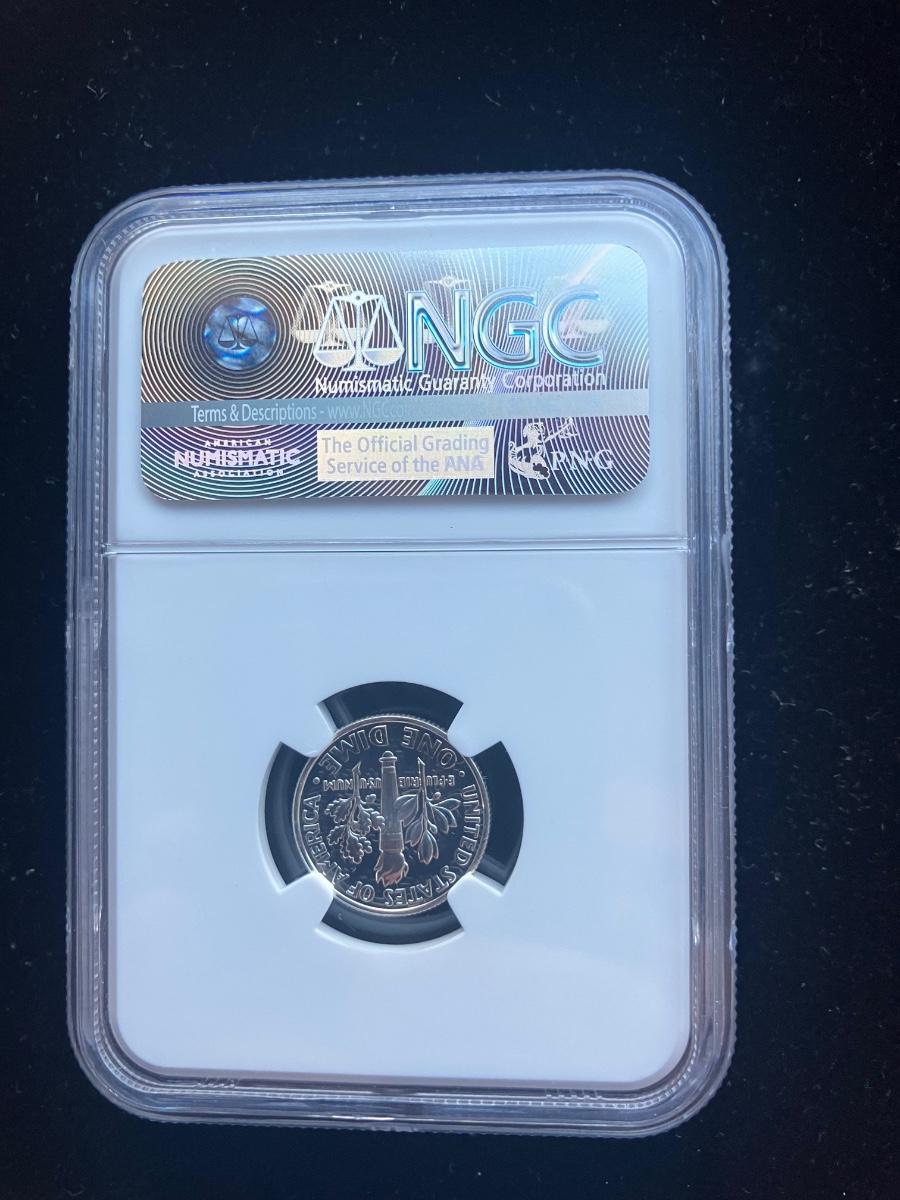 NGC
Numismatic Guaranty Corporation
Terms & Descriptions - www.NGCco
AMERICAN
NUMISMATIC
ASSOCIATION
The Official Grading
Service of the ANA
PNG
ONE DIME
E·PLURIBUS UNUM
UNITED STATES OF AMERICA